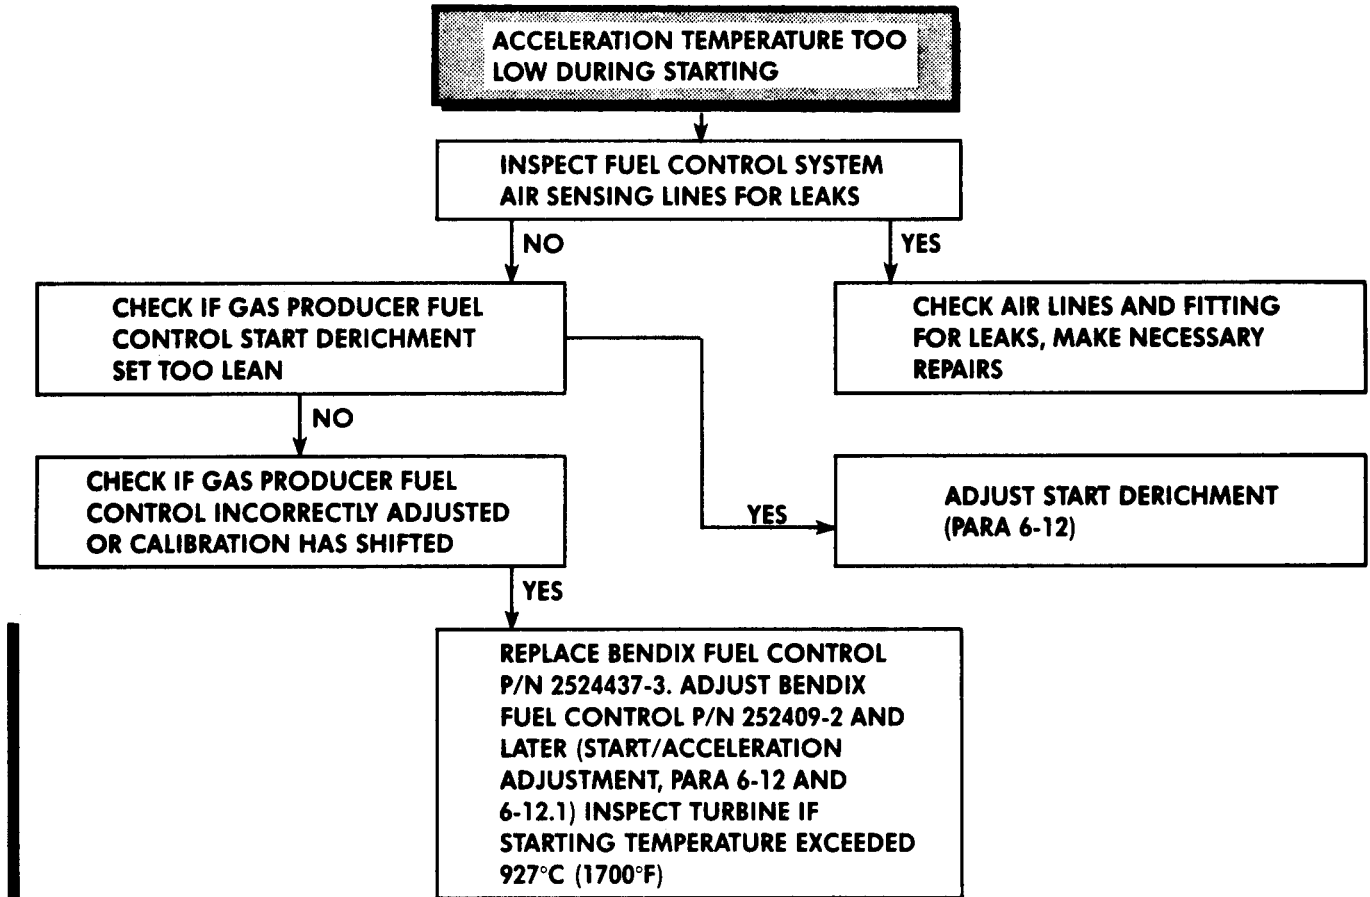 ACCELERATION TEMPERATURE TOO
LOW DURING STARTING
INSPECT FUEL CONTROL SYSTEM
AIR SENSING LINES FOR LEAKS
NO
YES
CHECK IF GAS PRODUCER FUEL
CONTROL START DERICHMENT
SET TOO LEAN
CHECK AIR LINES AND FITTING
FOR LEAKS, MAKE NECESSARY
REPAIRS
NO
CHECK IF GAS PRODUCER FUEL
CONTROL INCORRECTLY ADJUSTED
OR CALIBRATION HAS SHIFTED
YES
ADJUST START DERICHMENT
(PARA 6-12)
YES
REPLACE BENDIX FUEL CONTROL
P/N 2524437-3. ADJUST BENDIX
FUEL CONTROL P/N 252409-2 AND
LATER (START/ACCELERATION
ADJUSTMENT, PARA 6-12 AND
6-12.1) INSPECT TURBINE IF
STARTING TEMPERATURE EXCEEDED
927°C (1700°F)